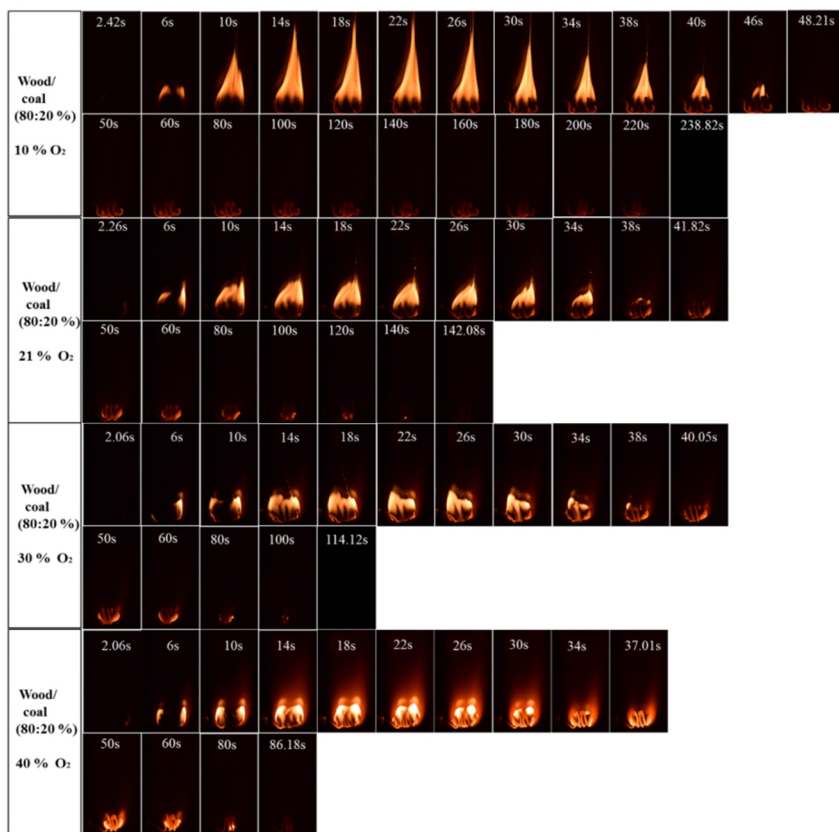 Wood/
coal
(80:20 %)
10 % O₂
2.42s 6s 10s 14s 18s 22s 26s 30s 34s 38s 40s 46s 48.21s
50s 60s 80s 100s 120s 140s 160s 180s 200s 220s 238.82s
Wood/
coal
(80:20 %)
21 % O₂
2.26s 6s 10s 14s 18s 22s 26s 30s 34s 38s 41.82s
50s 60s 80s 100s 120s 140s 142.08s
Wood/
coal
(80:20 %)
30 % O₂
2.06s 6s 10s 14s 18s 22s 26s 30s 34s 38s 40.05s
50s 60s 80s 100s 114.12s
Wood/
coal
(80:20 %)
40 % O₂
2.06s 6s 10s 14s 18s 22s 26s 30s 34s 37.01s
50s 60s 80s 86.18s